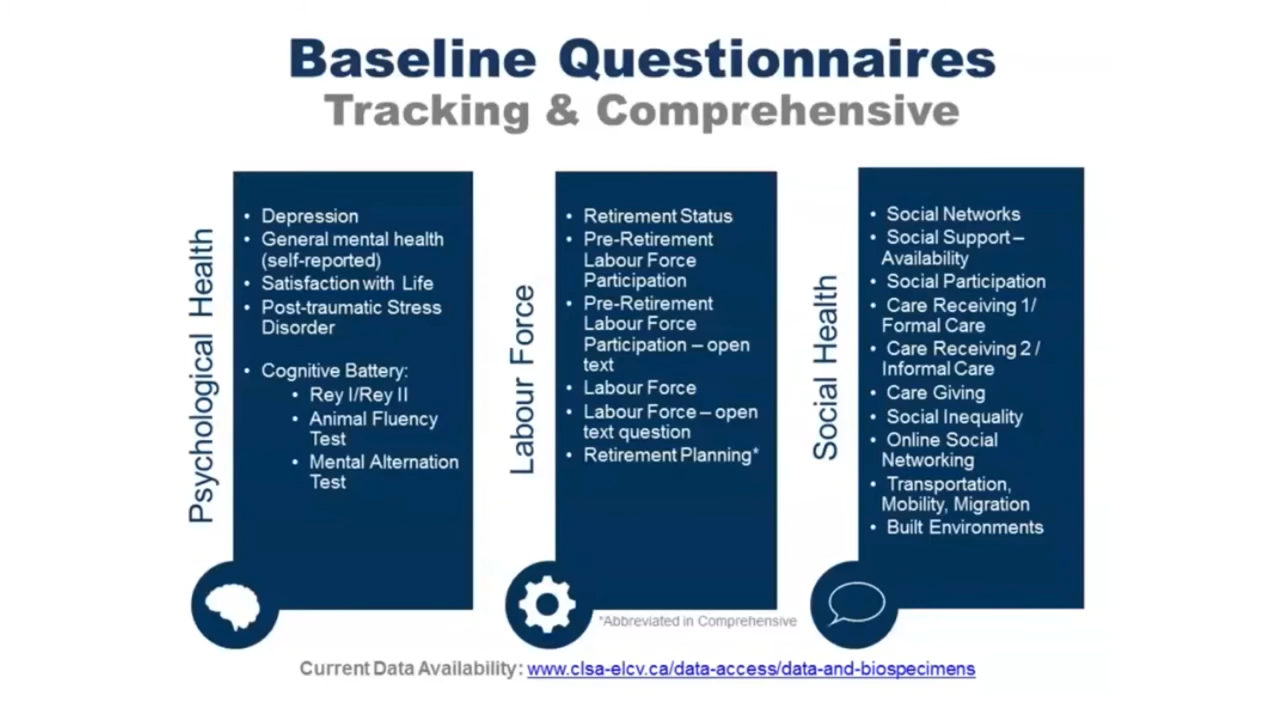 Baseline Questionnaires
Tracking & Comprehensive
Psychological Health
• Depression
• General mental health
(self-reported)
• Satisfaction with Life
• Post-traumatic Stress
Disorder
• Cognitive Battery:
• Rey I/Rey II
• Animal Fluency
Test
• Mental Alternation
Test
Labour Force
• Retirement Status
• Pre-Retirement
Labour Force
Participation
• Pre-Retirement
Labour Force
Participation – open
text
• Labour Force
• Labour Force – open
text question
• Retirement Planning*
*Abbreviated in Comprehensive
Social Health
• Social Networks
• Social Support –
Availability
• Social Participation
• Care Receiving 1/
Formal Care
• Care Receiving 2 /
Informal Care
• Care Giving
• Social Inequality
• Online Social
Networking
• Transportation,
Mobility, Migration
• Built Environments
Current Data Availability: www.clsa-elcv.ca/data-access/data-and-biospecimens